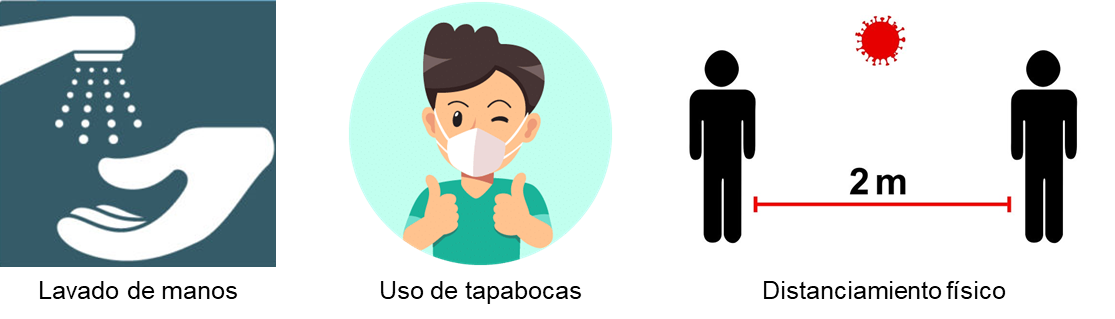 2 m
Lavado de manos
Uso de tapabocas
Distanciamiento físico